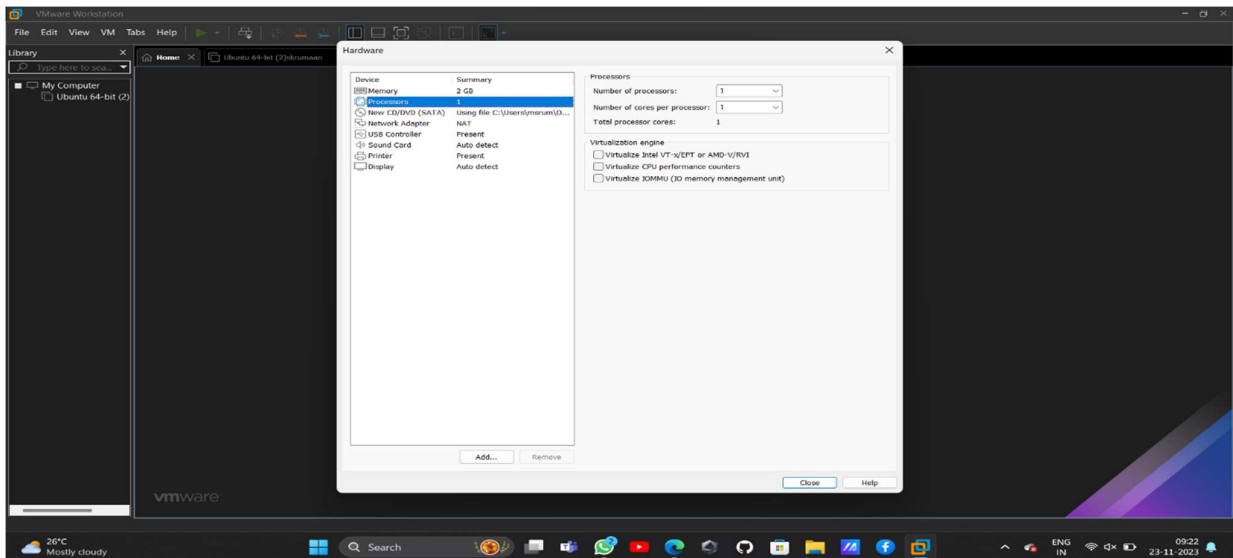 VMware Workstation
File Edit View VM Tabs Help
Library
Type here to sea...
My Computer
Ubuntu 64-bit (2)
Home
Ubuntu 64-bit (2)skrumaan
Hardware
Device Summary
Memory 2 GB
Processors 1
New CD/DVD (SATA) Using file C:\Users\msrum\O...
Network Adapter NAT
USB Controller Present
Sound Card Auto detect
Printer Present
Display Auto detect
Add... Remove
Processors
Number of processors: 1
Number of cores per processor: 1
Total processor cores: 1
Virtualization engine
Virtualize Intel VT-x/EPT or AMD-V/RVI
Virtualize CPU performance counters
Virtualize IOMMU (IO memory management unit)
Close Help
vmware
26°C
Mostly cloudy
Search
ENG
IN
09:22
23-11-2023